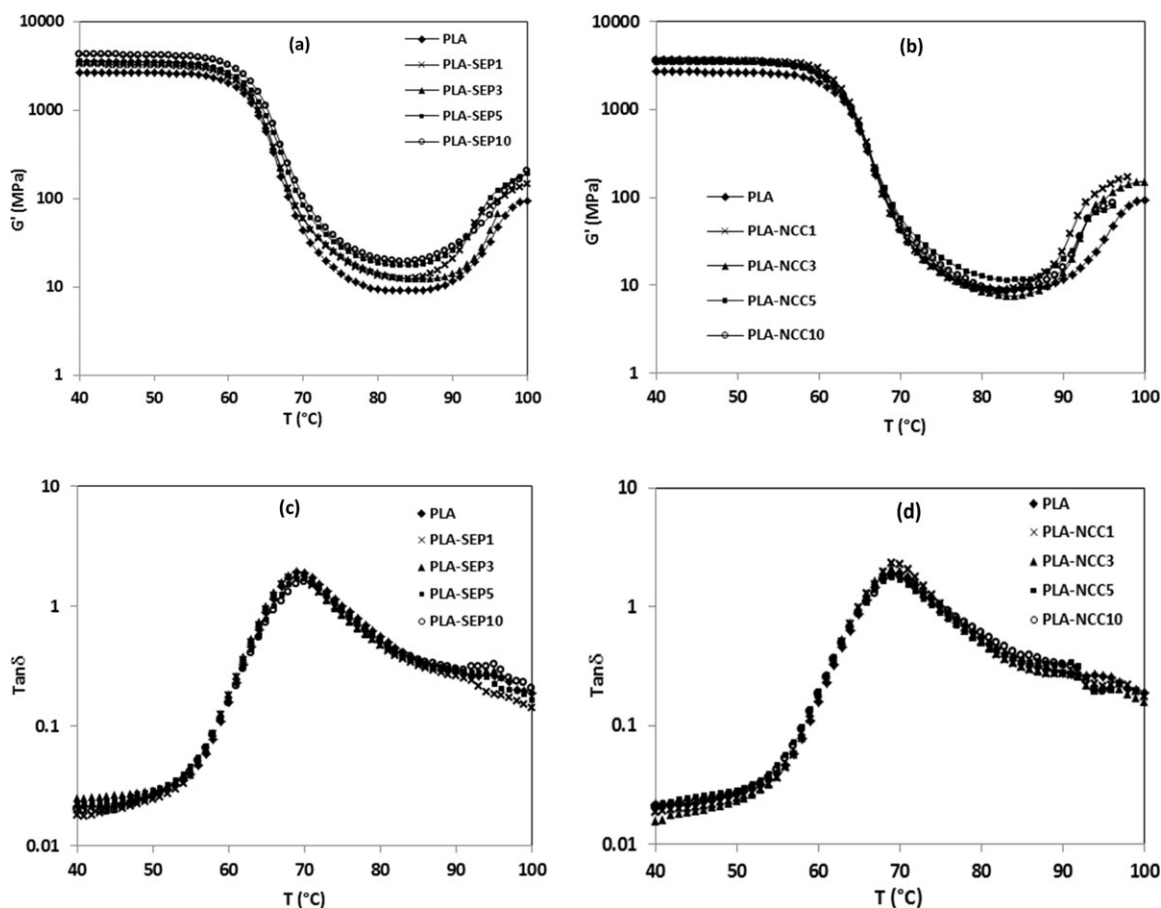 (a)
G' (MPa)
10000
1000
100
10
1
40 50 60 70 80 90 100
T (°C)
PLA
PLA-SEP1
PLA-SEP3
PLA-SEP5
PLA-SEP10
(b)
G' (MPa)
10000
1000
100
10
1
40 50 60 70 80 90 100
T (°C)
PLA
PLA-NCC1
PLA-NCC3
PLA-NCC5
PLA-NCC10
(c)
Tanδ
10
1
0.1
0.01
40 50 60 70 80 90 100
T (°C)
PLA
PLA-SEP1
PLA-SEP3
PLA-SEP5
PLA-SEP10
(d)
Tanδ
10
1
0.1
0.01
40 50 60 70 80 90 100
T (°C)
PLA
PLA-NCC1
PLA-NCC3
PLA-NCC5
PLA-NCC10